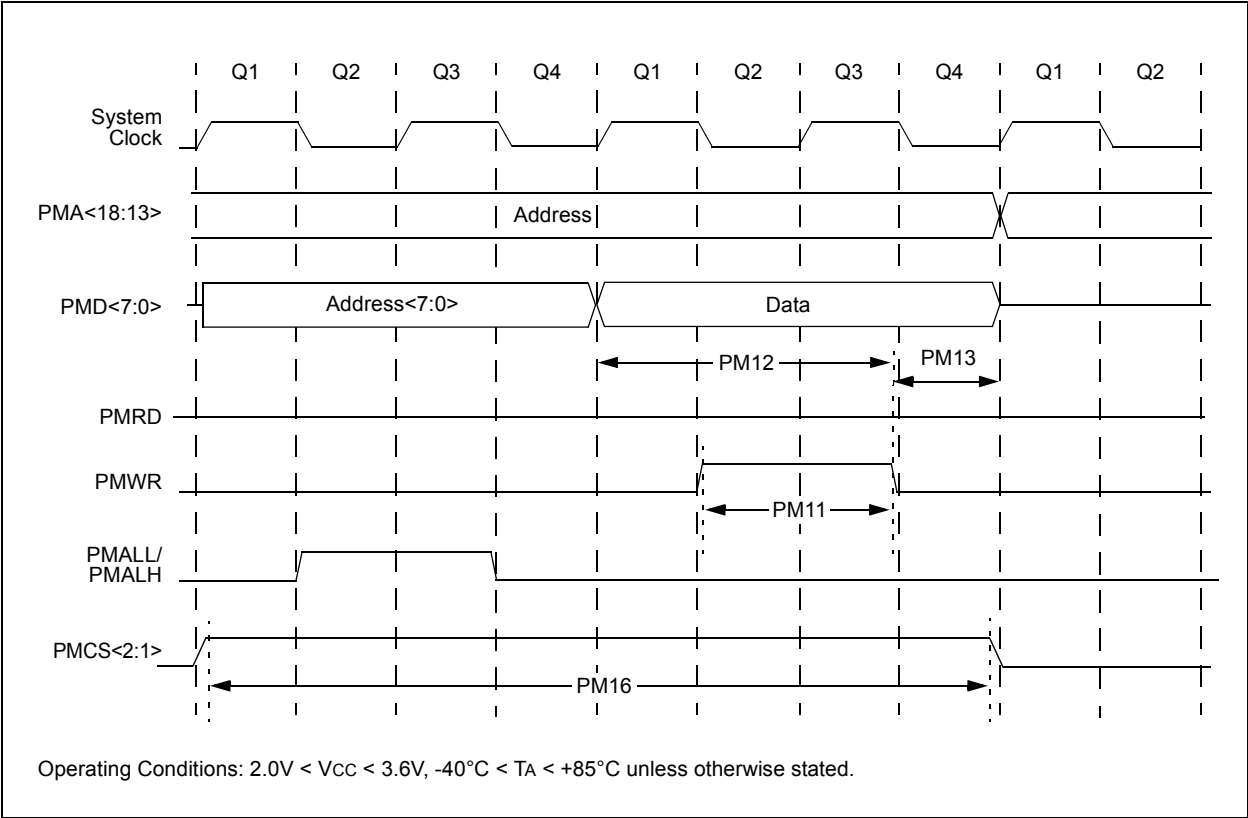 Q1 Q2 Q3 Q4 Q1 Q2 Q3 Q4 Q1 Q2
System
Clock
PMA<18:13>
Address
PMD<7:0>
Address<7:0>
Data
PM12
PM13
PMRD
PMWR
PM11
PMALL/
PMALH
PMCS<2:1>
PM16
Operating Conditions: 2.0V < VCC < 3.6V, -40°C < TA < +85°C unless otherwise stated.